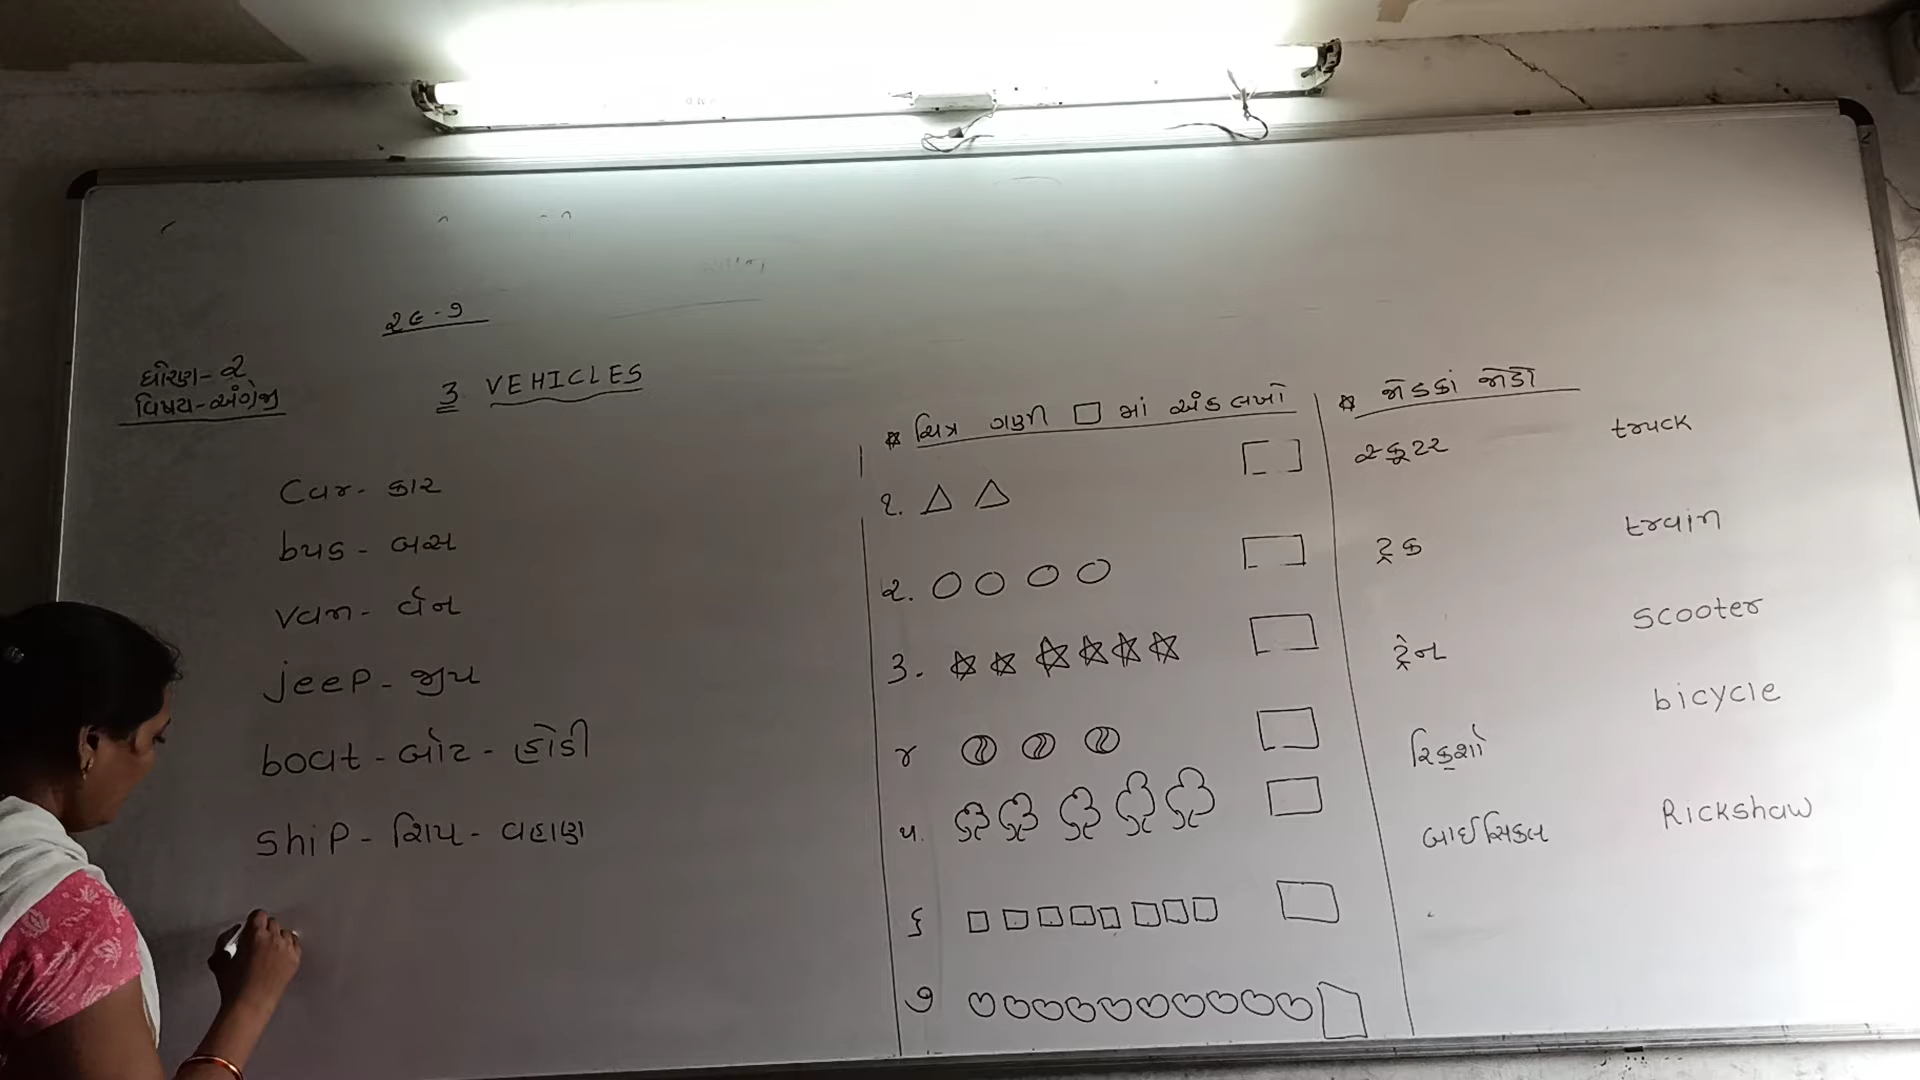 ૨૯-૭
ધોરણ-૨
વિષય-અંગ્રેજી
3 VEHICLES
Car - કાર
bus - બસ
van - વૅન
jeep - જીપ
boat - બોટ - હોડી
ship - શિપ - વહાણ
ચિત્ર ગણી □ માં અંક લખો
૧.
૨.
૩.
૪
૫.
૬
૭
જોડકાં જોડો
સ્કૂટર truck
ટ્રક train
ટ્રેન scooter
રિક્શો bicycle
બાઈસિકલ Rickshaw